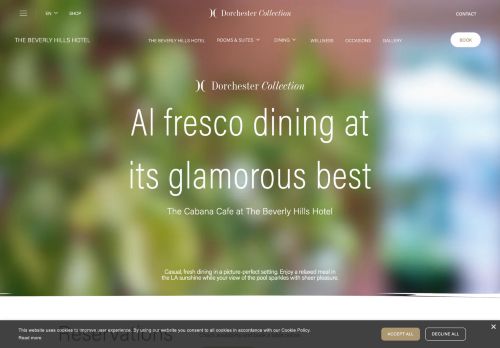 EN SHOP Dorchester Collection CONTACT
THE BEVERLY HILLS HOTEL THE BEVERLY HILLS HOTEL ROOMS & SUITES DINING WELLNESS OCCASIONS GALLERY BOOK
Dorchester Collection
Al fresco dining at
its glamorous best
The Cabana Cafe at The Beverly Hills Hotel
Casual, fresh dining in a picture-perfect setting. Enjoy a relaxed meal in
the LA sunshine while your view of the pool sparkles with sheer pleasure.
Reservations
This website uses cookies to improve user experience. By using our website you consent to all cookies in accordance with our Cookie Policy.
Read more
ACCEPT ALL DECLINE ALL ×